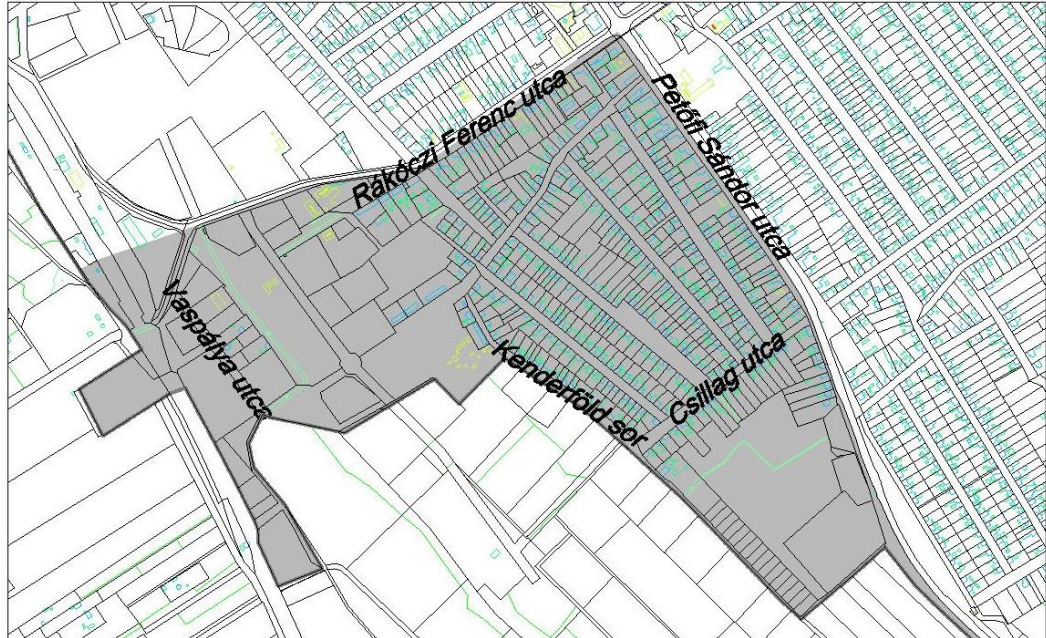 Rákóczi Ferenc utca
Petőfi Sándor utca
Vaspálya utca
Kenderföld sor
Csillag utca